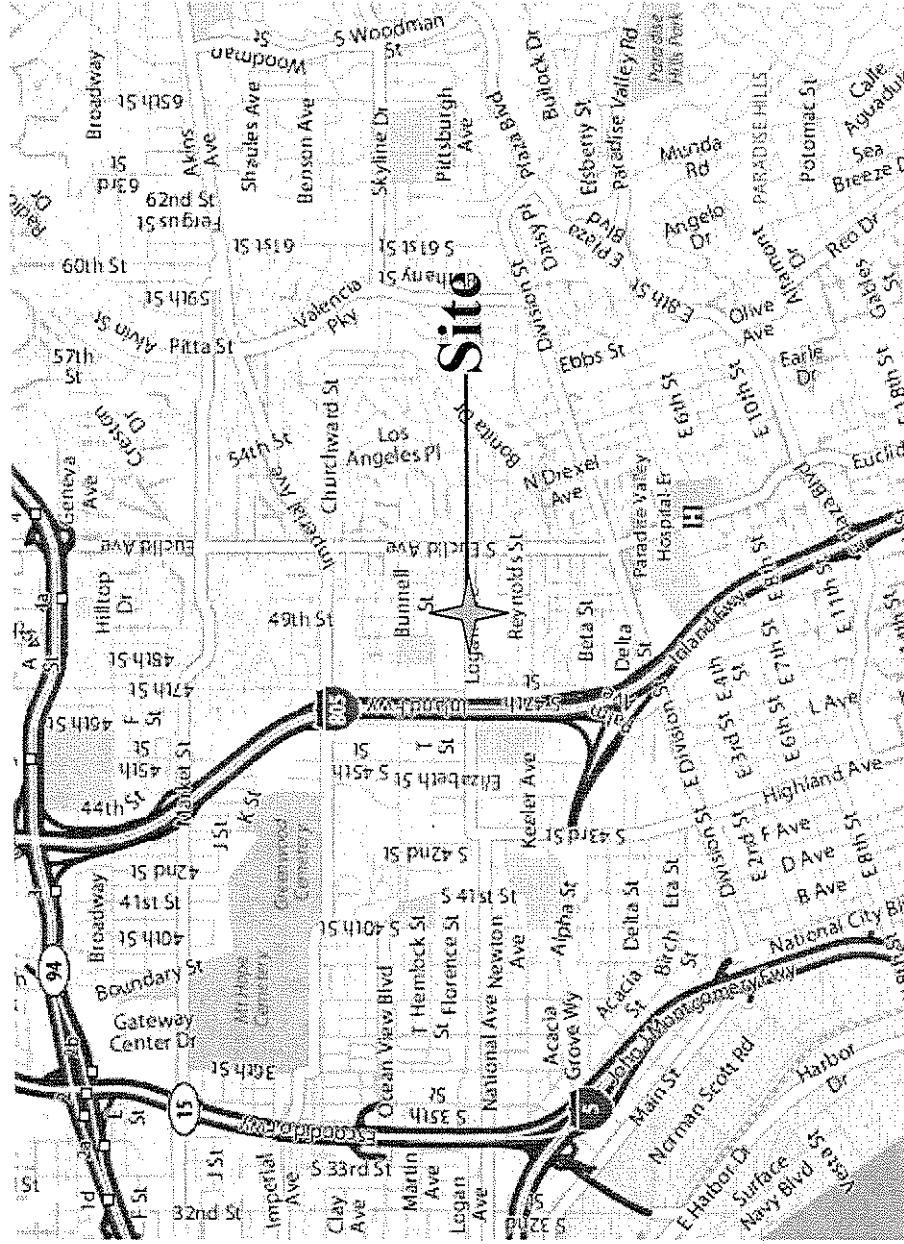 Broadway
65th St
Woodman St
S Woodman St
63rd St
Akins Ave
Shaules Ave
Benson Ave
Skyline Dr
Pittsburgh Ave
Plaza Blvd
Bullock Dr
62nd St
Fergus St
Elsberry St
Paradise Valley Rd
Paradise Hills Park
Munda Rd
PARADISE HILLS
Potomac St
Calle
Sea Breeze D
60th St
61st St
S 61st St
Daisy Pl
E Plaza Blvd
Angelo Dr
59th St
Valencia Pky
Site
Division St
E 8th St
Altamont Dr
Reo Dr
Alvin St
Pitta St
57th St
Ebbs St
Olive Ave
Gables St
Creston Dr
54th St
Churchward St
Los Angeles Pl
Bonita Dr
E 6th St
E 10th St
Earle Dr
E 18th St
Geneva Ave
Imperial Ave
N Drexel Ave
Paradise Valley Hospital-Er
H
Plaza Blvd
Euclid
Euclid Ave
S Euclid Ave
Hilltop Dr
49th St
Bunnell St
Logan
Reynolds St
E 8th St
E 11th St
48th St
Beta St
Delta St
Inland Fwy
E 7th St
47th St
S 47th St
805
Inland Fwy
E Division St
E 4th St
E 3rd St
E 6th St
L Ave
46th St
F St
45th St
Market St
S 45th St
T St
Elizabeth St
Keeler Ave
Highland Ave
44th St
J St
K St
S 43rd St
Division St
E 2nd St
F Ave
D Ave
B Ave
E 8th St
42nd St
Greenwood Cemetery
S 42nd St
Broadway
41st St
S 41st St
Alpha St
Delta St
Eta St
40th St
S 40th St
94
Boundary St
Mt Hope Cemetery
Ocean View Blvd
T
Hemlock St
S Florence St
National Ave
Newton Ave
Acacia St
Birch St
National City Bl
Gateway Center Dr
36th St
Acacia Grove Wy
John J Montgomery Fwy
15
Escondido Fwy
S 35th St
5
Main St
Norman Scott Rd
Harbor Dr
L St
J St
Imperial Ave
S 33rd St
Clay Ave
Martin Ave
Logan Ave
E Harbor Dr
Surface Navy Blvd
Vesta St
F St
32nd St
S 32nd St